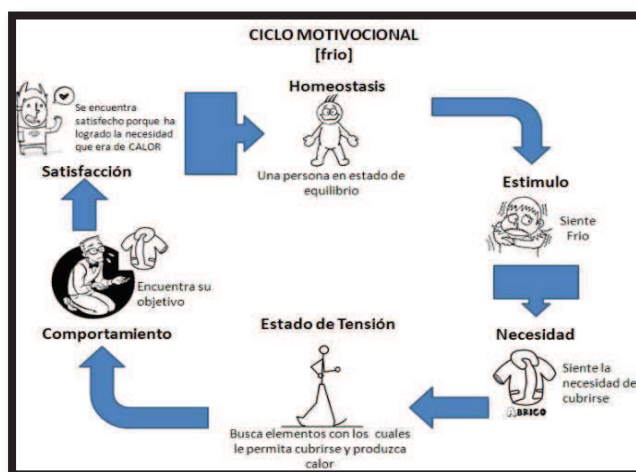 CICLO MOTIVOCIONAL
[frio]
Homeostasis
Una persona en estado de
equilibrio
Estimulo
Siente
Frio
Necesidad
Siente la
necesidad de
cubrirse
ABRIGO
Estado de Tensión
Busca elementos con los cuales
le permita cubrirse y produzca
calor
Comportamiento
Encuentra su
objetivo
Satisfacción
Se encuentra
satisfecho porque ha
logrado la necesidad
que era de CALOR